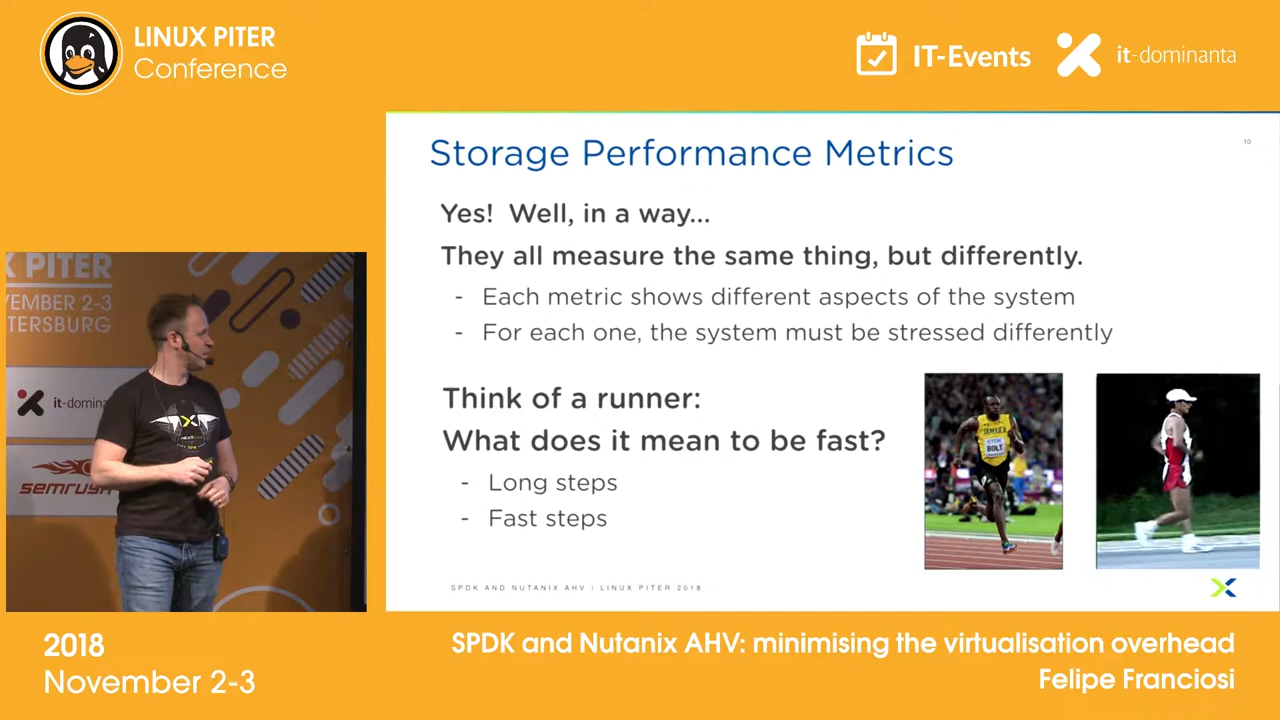 LINUX PITER
Conference
IT-Events
it-dominanta
Storage Performance Metrics
10
Yes! Well, in a way...
They all measure the same thing, but differently.
- Each metric shows different aspects of the system
- For each one, the system must be stressed differently
Think of a runner:
What does it mean to be fast?
- Long steps
- Fast steps
JAMAICA
BOLT
SPDK AND NUTANIX AHV | LINUX PITER 2018
X PITER
VEMBER 2-3
TERSBURG
it-domina
semrush
2018
November 2-3
SPDK and Nutanix AHV: minimising the virtualisation overhead
Felipe Franciosi